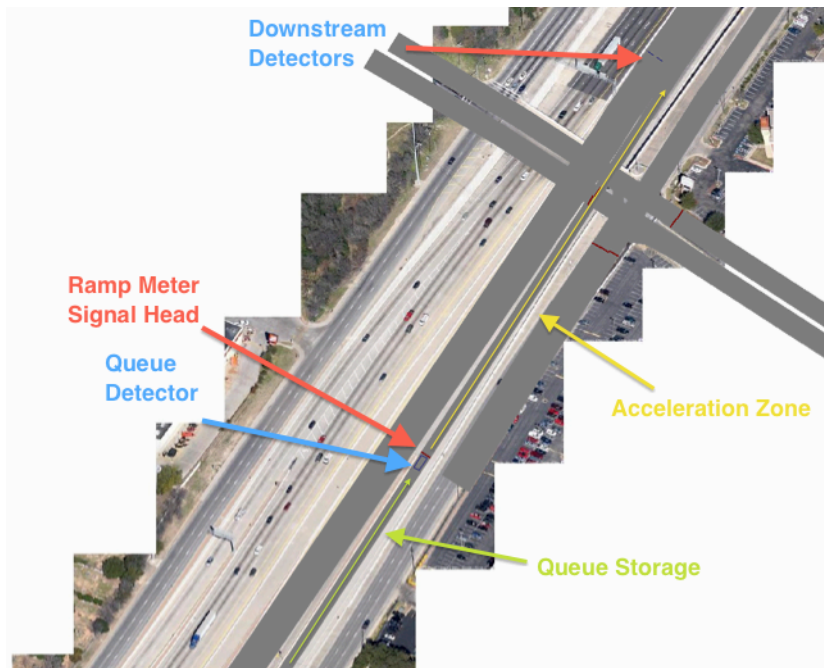 Downstream
Detectors
Ramp Meter
Signal Head
Queue
Detector
Acceleration Zone
Queue Storage